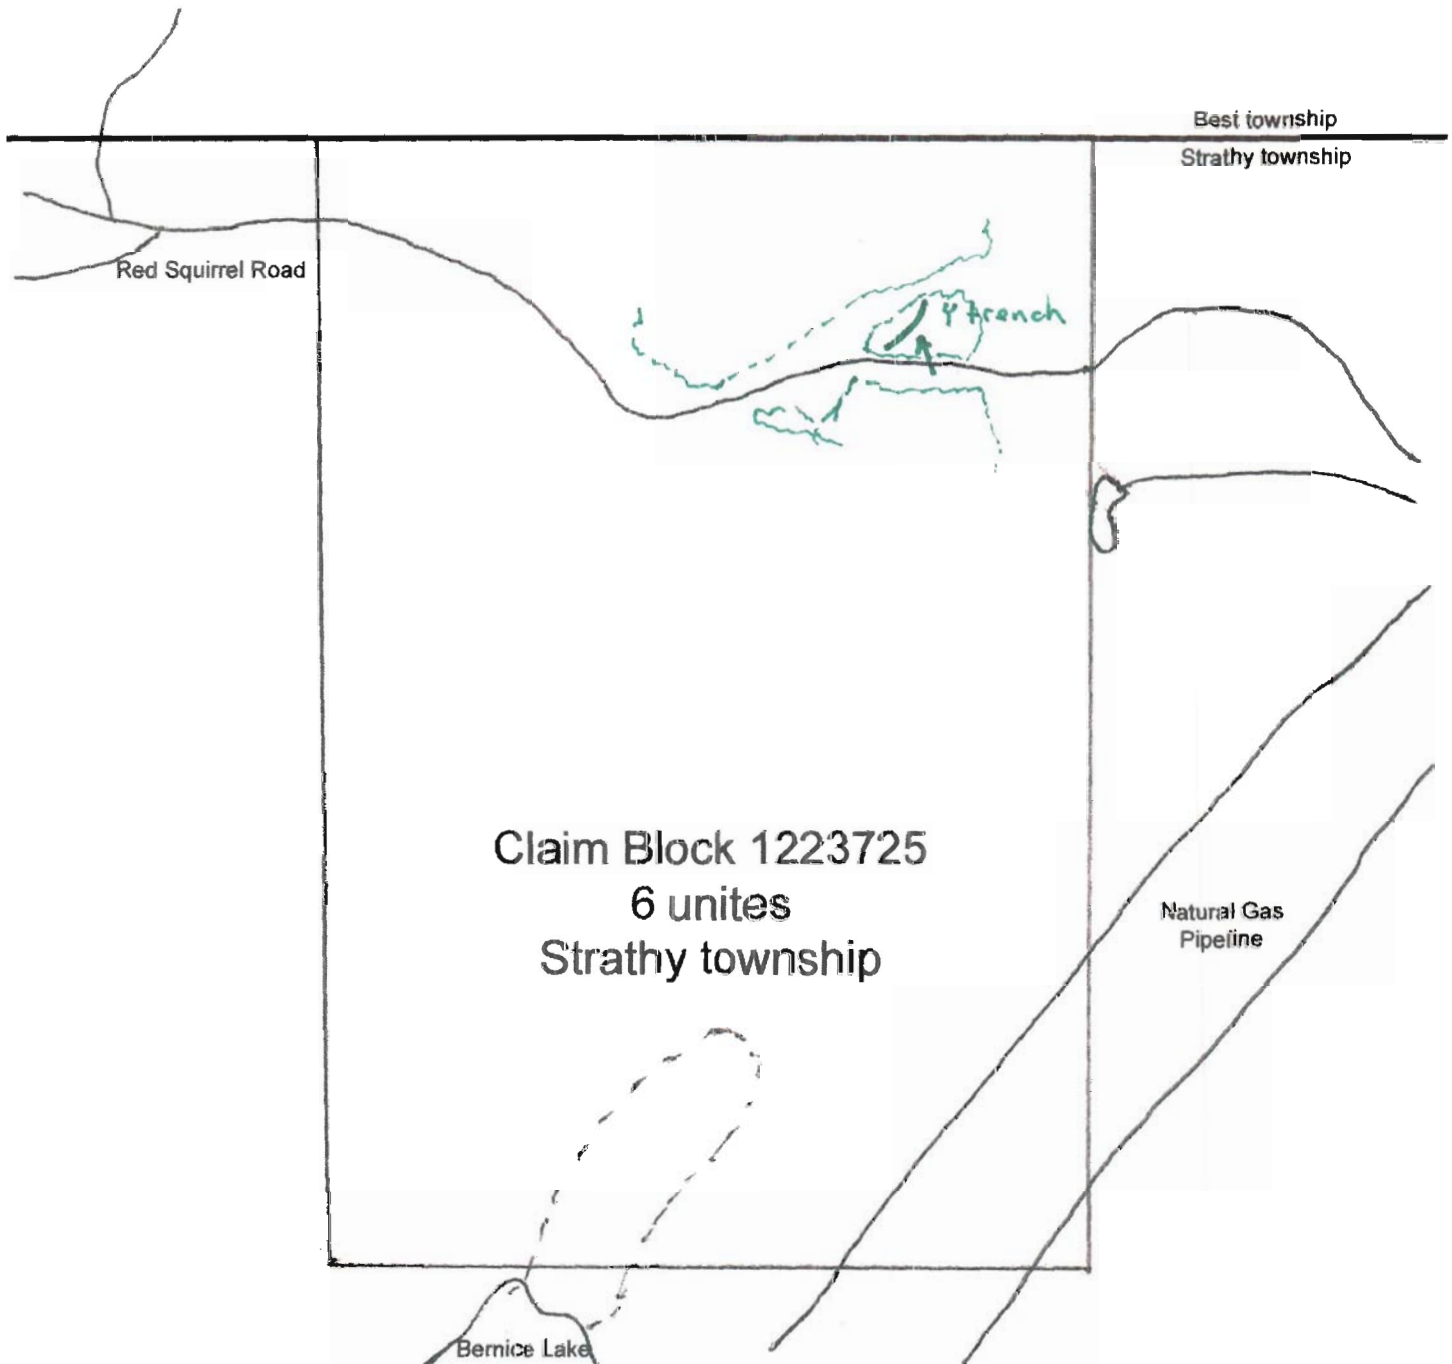 Best township
Strathy township
Red Squirrel Road
trench
Claim Block 1223725
6 unites
Strathy township
Natural Gas
Pipeline
Bernice Lake